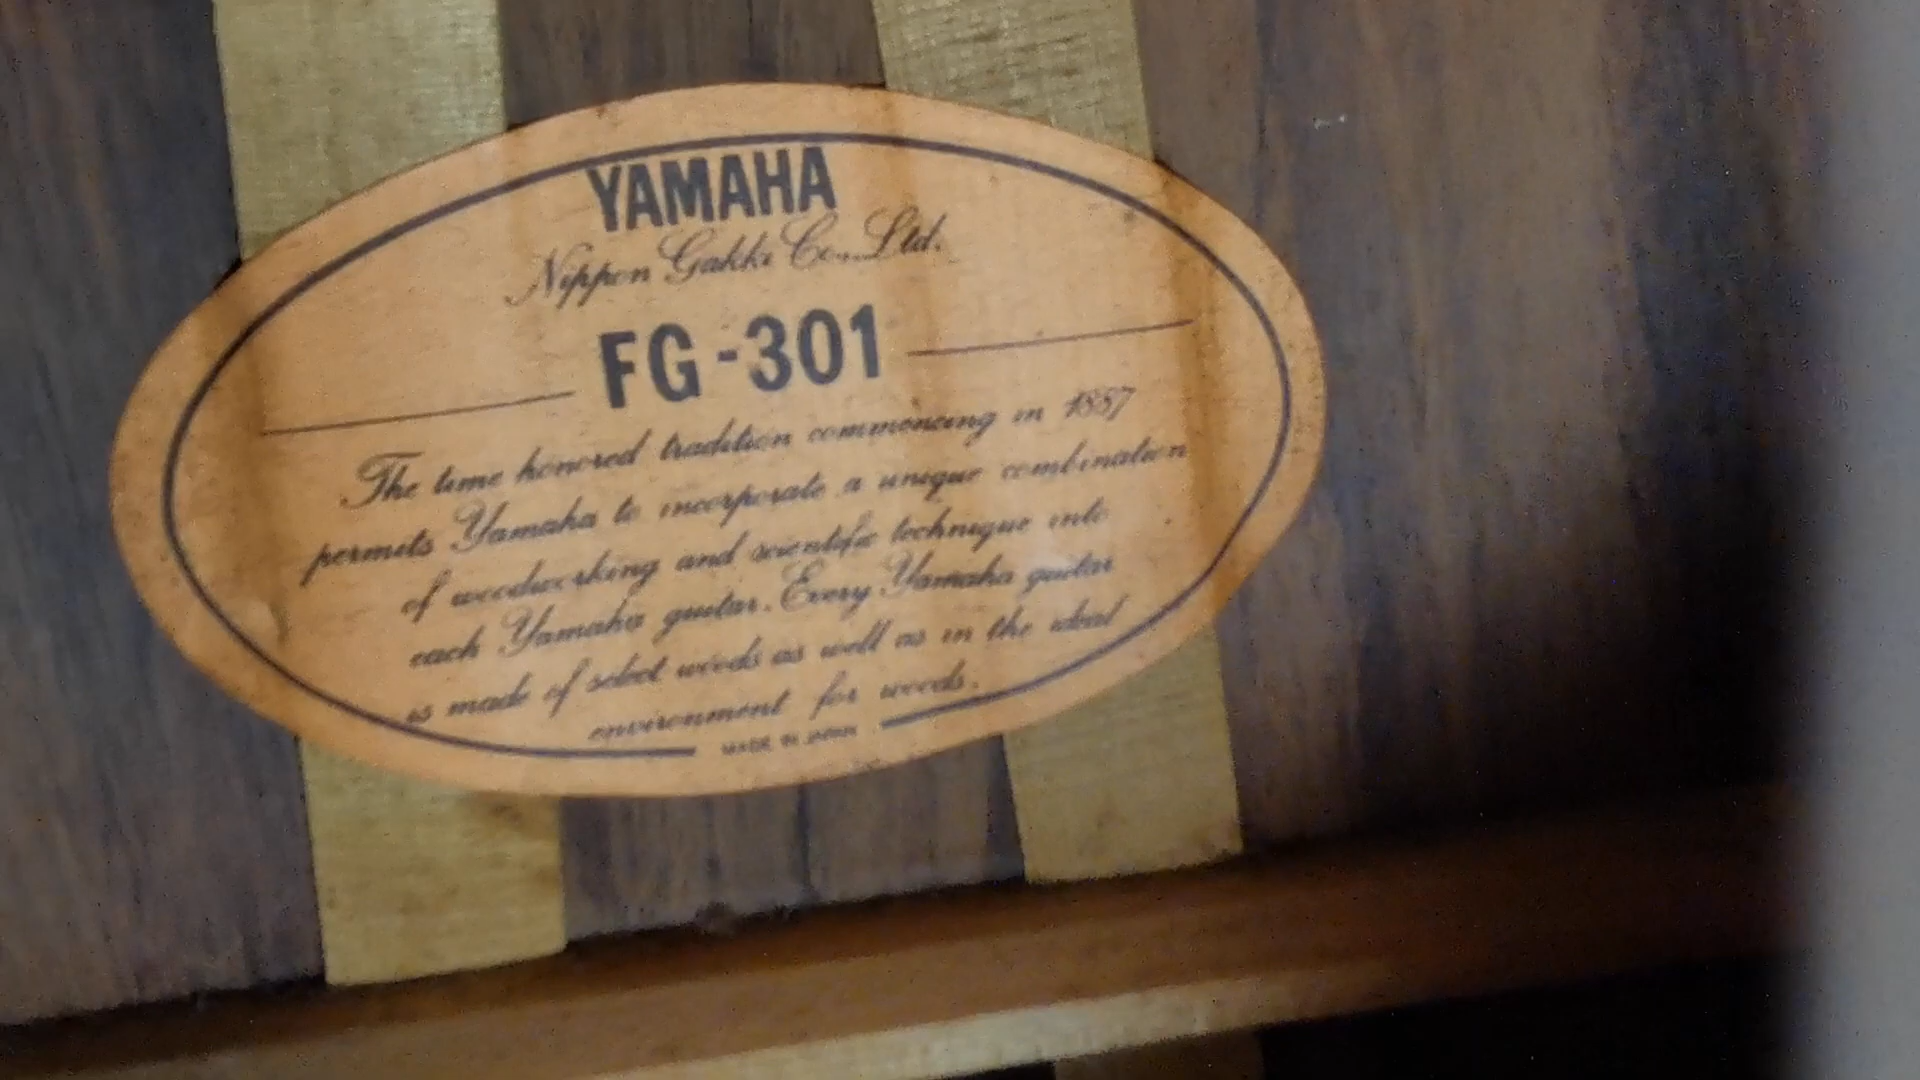 YAMAHA
Nippon Gakki Co., Ltd.
FG-301
The time honored tradition commencing in 1887
permits Yamaha to incorporate a unique combination
of woodworking and scientific technique into
each Yamaha guitar. Every Yamaha guitar
is made of select woods as well as in the ideal
environment for woods.
MADE IN JAPAN